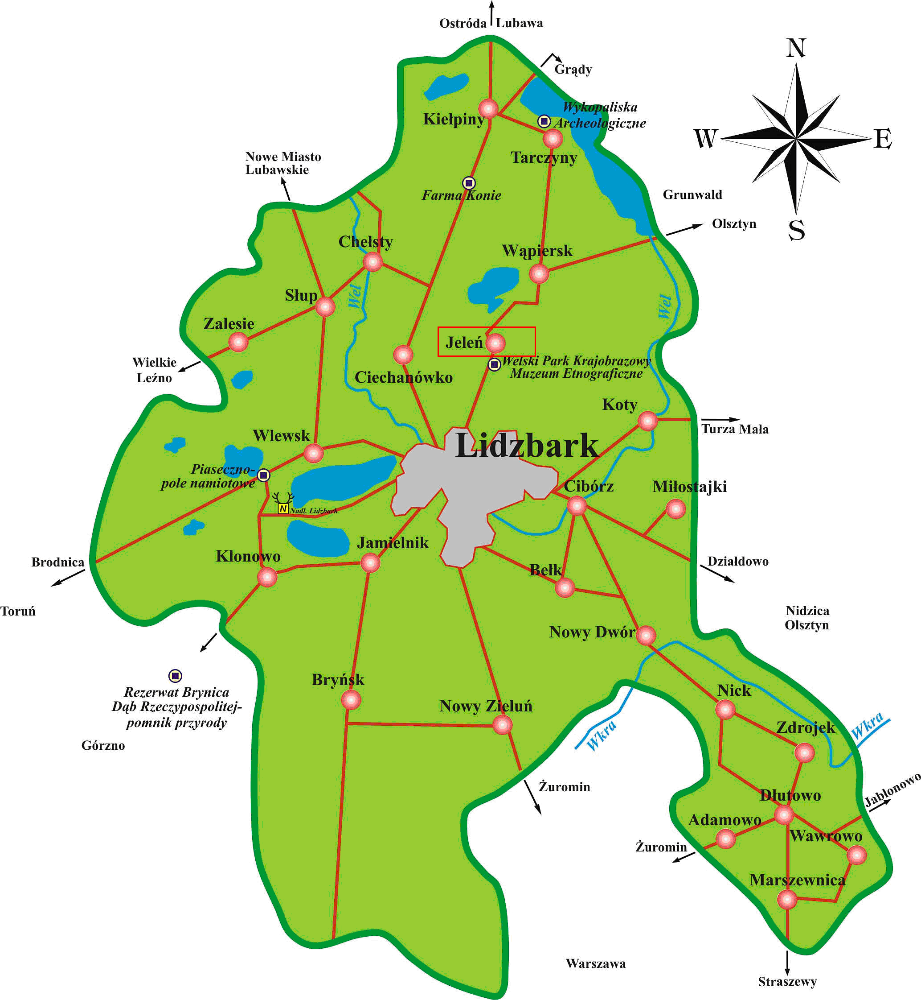 Ostróda Lubawa
N
Grądy
Wykopaliska
Archeologiczne
Kiełpiny
W
E
Nowe Miasto
Lubawskie
Tarczyny
Farma Konie
Grunwald
Olsztyn
S
Chełsty
Wąpiersk
Słup
Wel
Wel
Zalesie
Jeleń
Wielkie
Leźno
Welski Park Krajobrazowy
Muzeum Etnograficzne
Ciechanówko
Koty
Turza Mała
Wlewsk
Lidzbark
Piaseczno-
pole namiotowe
Cibórz
Miłostajki
N
Nadl. Lidzbark
Jamielnik
Klonowo
Brodnica
Działdowo
Bełk
Toruń
Nidzica
Olsztyn
Nowy Dwór
Bryńsk
Rezerwat Brynica
Dąb Rzeczypospolitej-
pomnik przyrody
Nick
Nowy Zieluń
Zdrojek
Wkra
Wkra
Górzno
Żuromin
Jabłonowo
Dłutowo
Adamowo
Wawrowo
Żuromin
Marszewnica
Warszawa
Straszewy